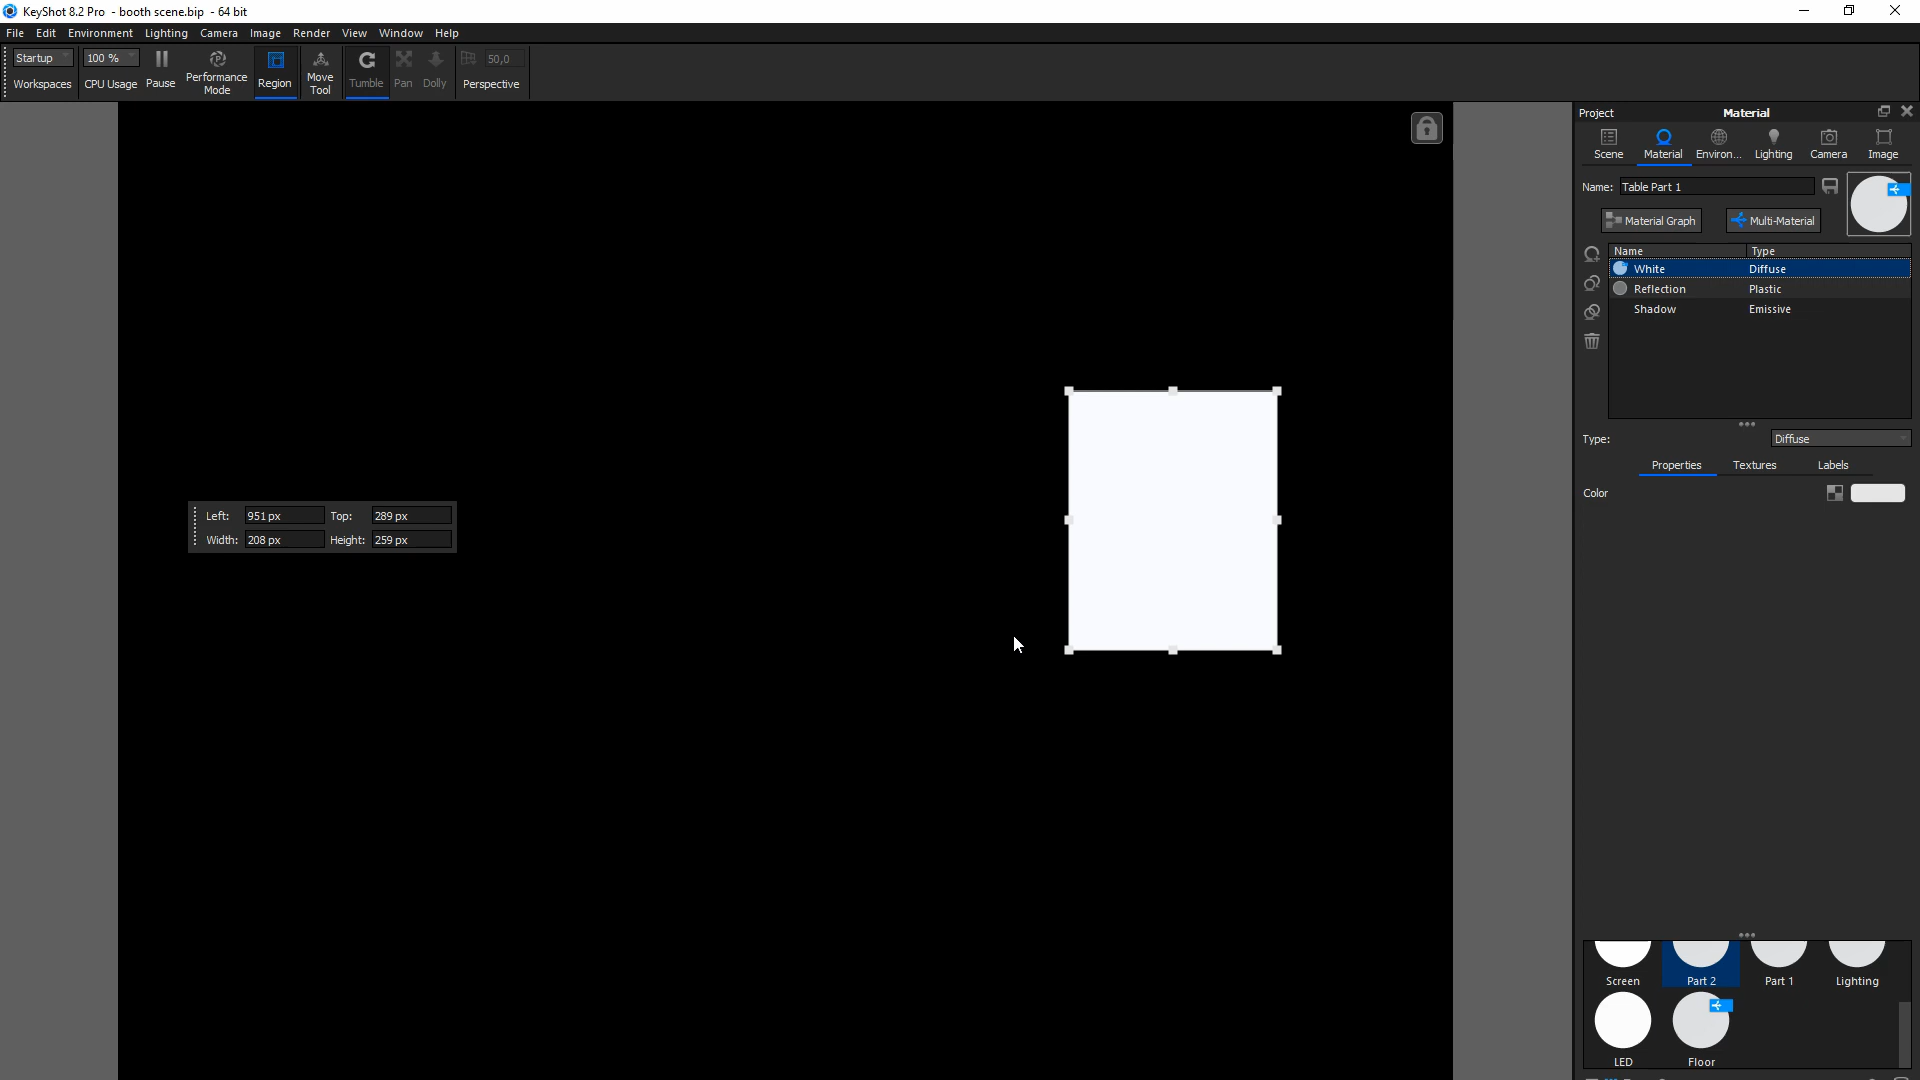 KeyShot 8.2 Pro - booth scene.bip - 64 bit
File Edit Environment Lighting Camera Image Render View Window Help
Startup 100 % 50,0
Workspaces CPU Usage Pause Performance Mode Region Move Tool Tumble Pan Dolly Perspective
Project Material
Scene Material Environ... Lighting Camera Image
Name: Table Part 1
Material Graph Multi-Material
Name Type
White Diffuse
Reflection Plastic
Shadow Emissive
Type: Diffuse
Properties Textures Labels
Color
Left: 951 px Top: 289 px
Width: 208 px Height: 259 px
Screen Part 2 Part 1 Lighting
LED Floor